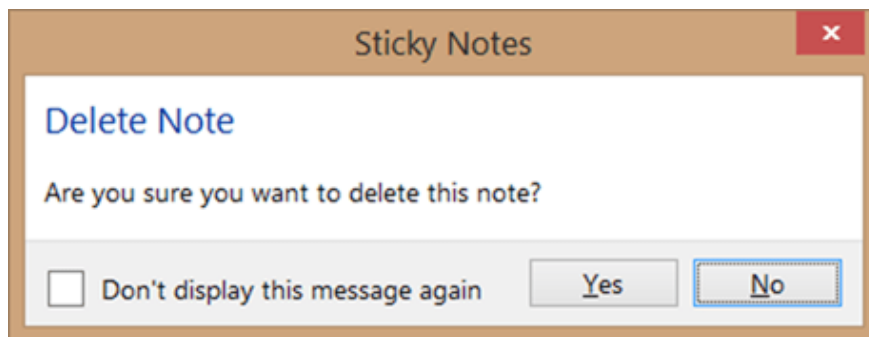 Sticky Notes
Delete Note
Are you sure you want to delete this note?
Don't display this message again Yes No